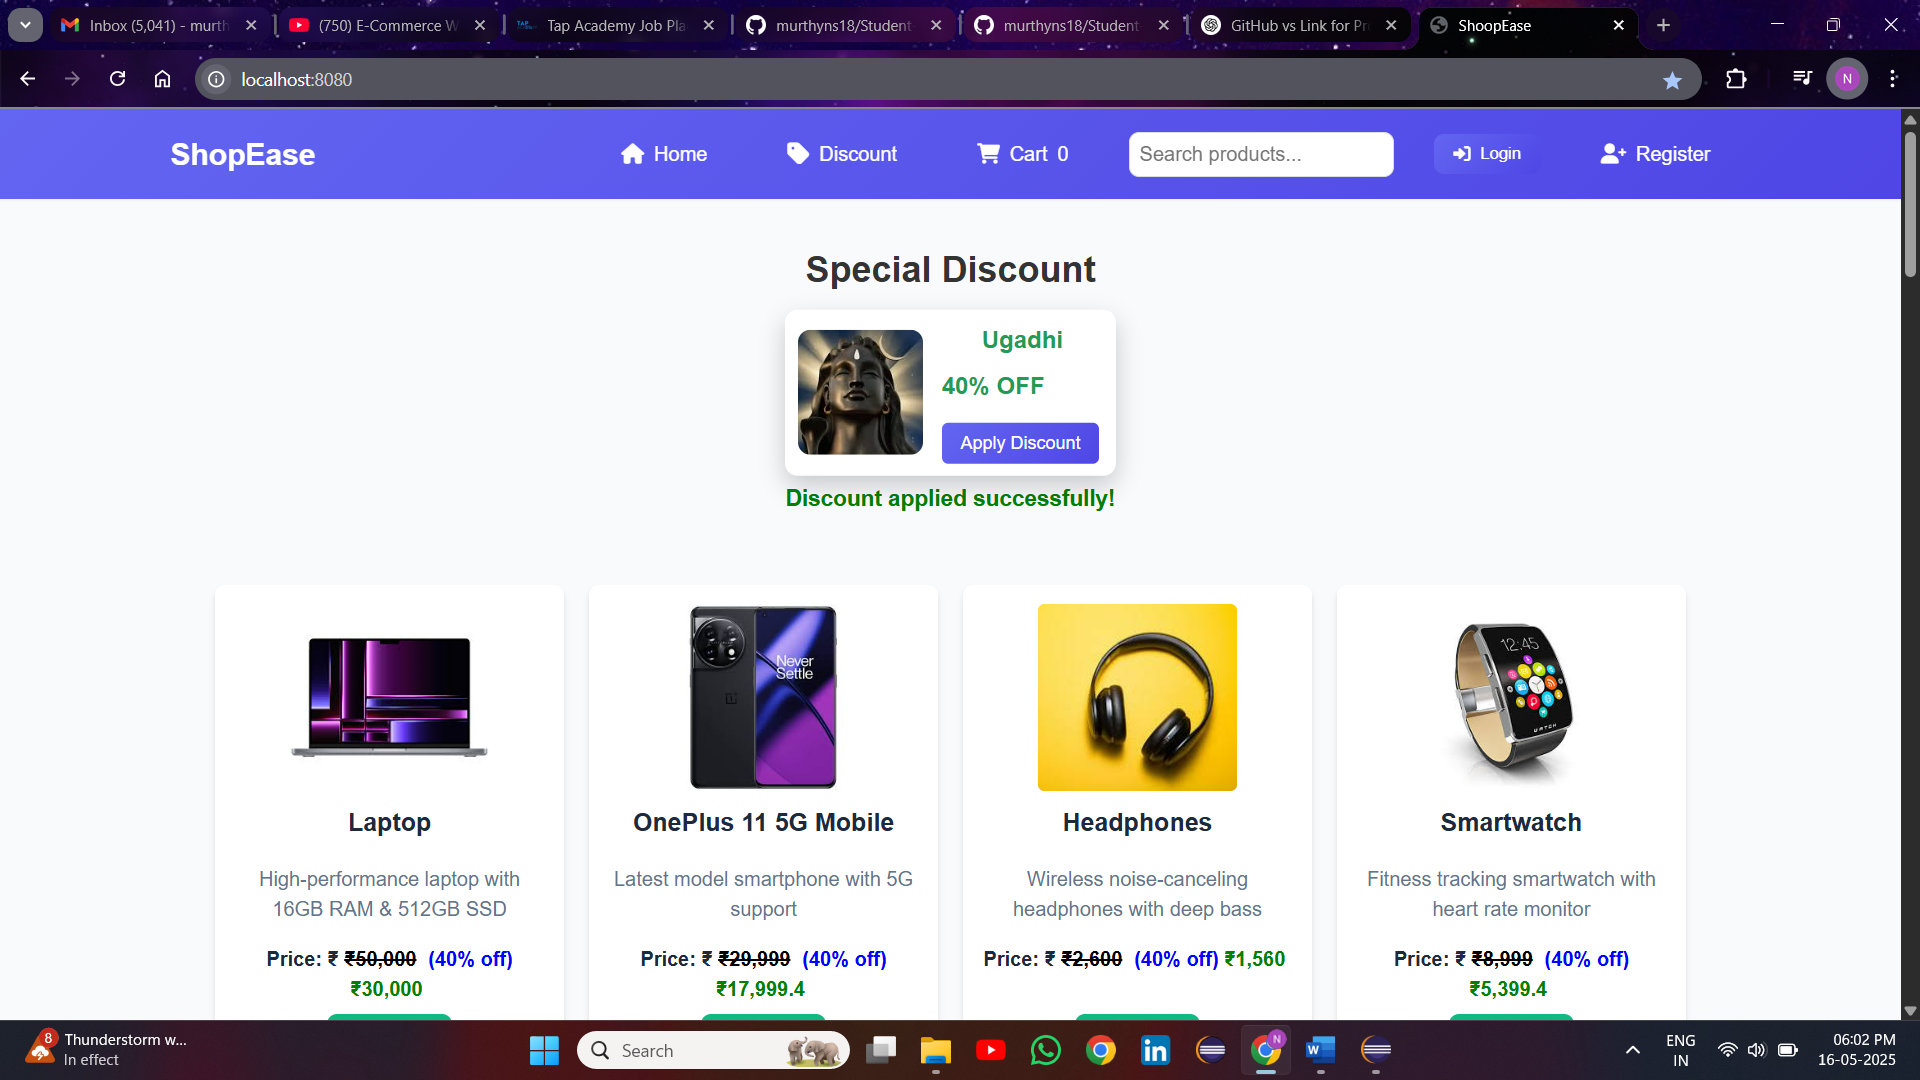 Inbox (5,041) - murth
(750) E-Commerce W
Tap Academy Job Pla
murthyns18/Student
murthyns18/Student
GitHub vs Link for Pr
ShoopEase
localhost:8080
N
ShopEase
Home
Discount
Cart 0
Search products...
Login
Register
Special Discount
Ugadhi
40% OFF
Apply Discount
Discount applied successfully!
Never
Settle
12:45
Laptop
OnePlus 11 5G Mobile
Headphones
Smartwatch
High-performance laptop with
16GB RAM & 512GB SSD
Latest model smartphone with 5G
support
Wireless noise-canceling
headphones with deep bass
Fitness tracking smartwatch with
heart rate monitor
Price: ₹ ₹50,000 (40% off)
₹30,000
Price: ₹ ₹29,999 (40% off)
₹17,999.4
Price: ₹ ₹2,600 (40% off) ₹1,560
Price: ₹ ₹8,999 (40% off)
₹5,399.4
8
Thunderstorm w...
In effect
Search
N
ENG
IN
06:02 PM
16-05-2025